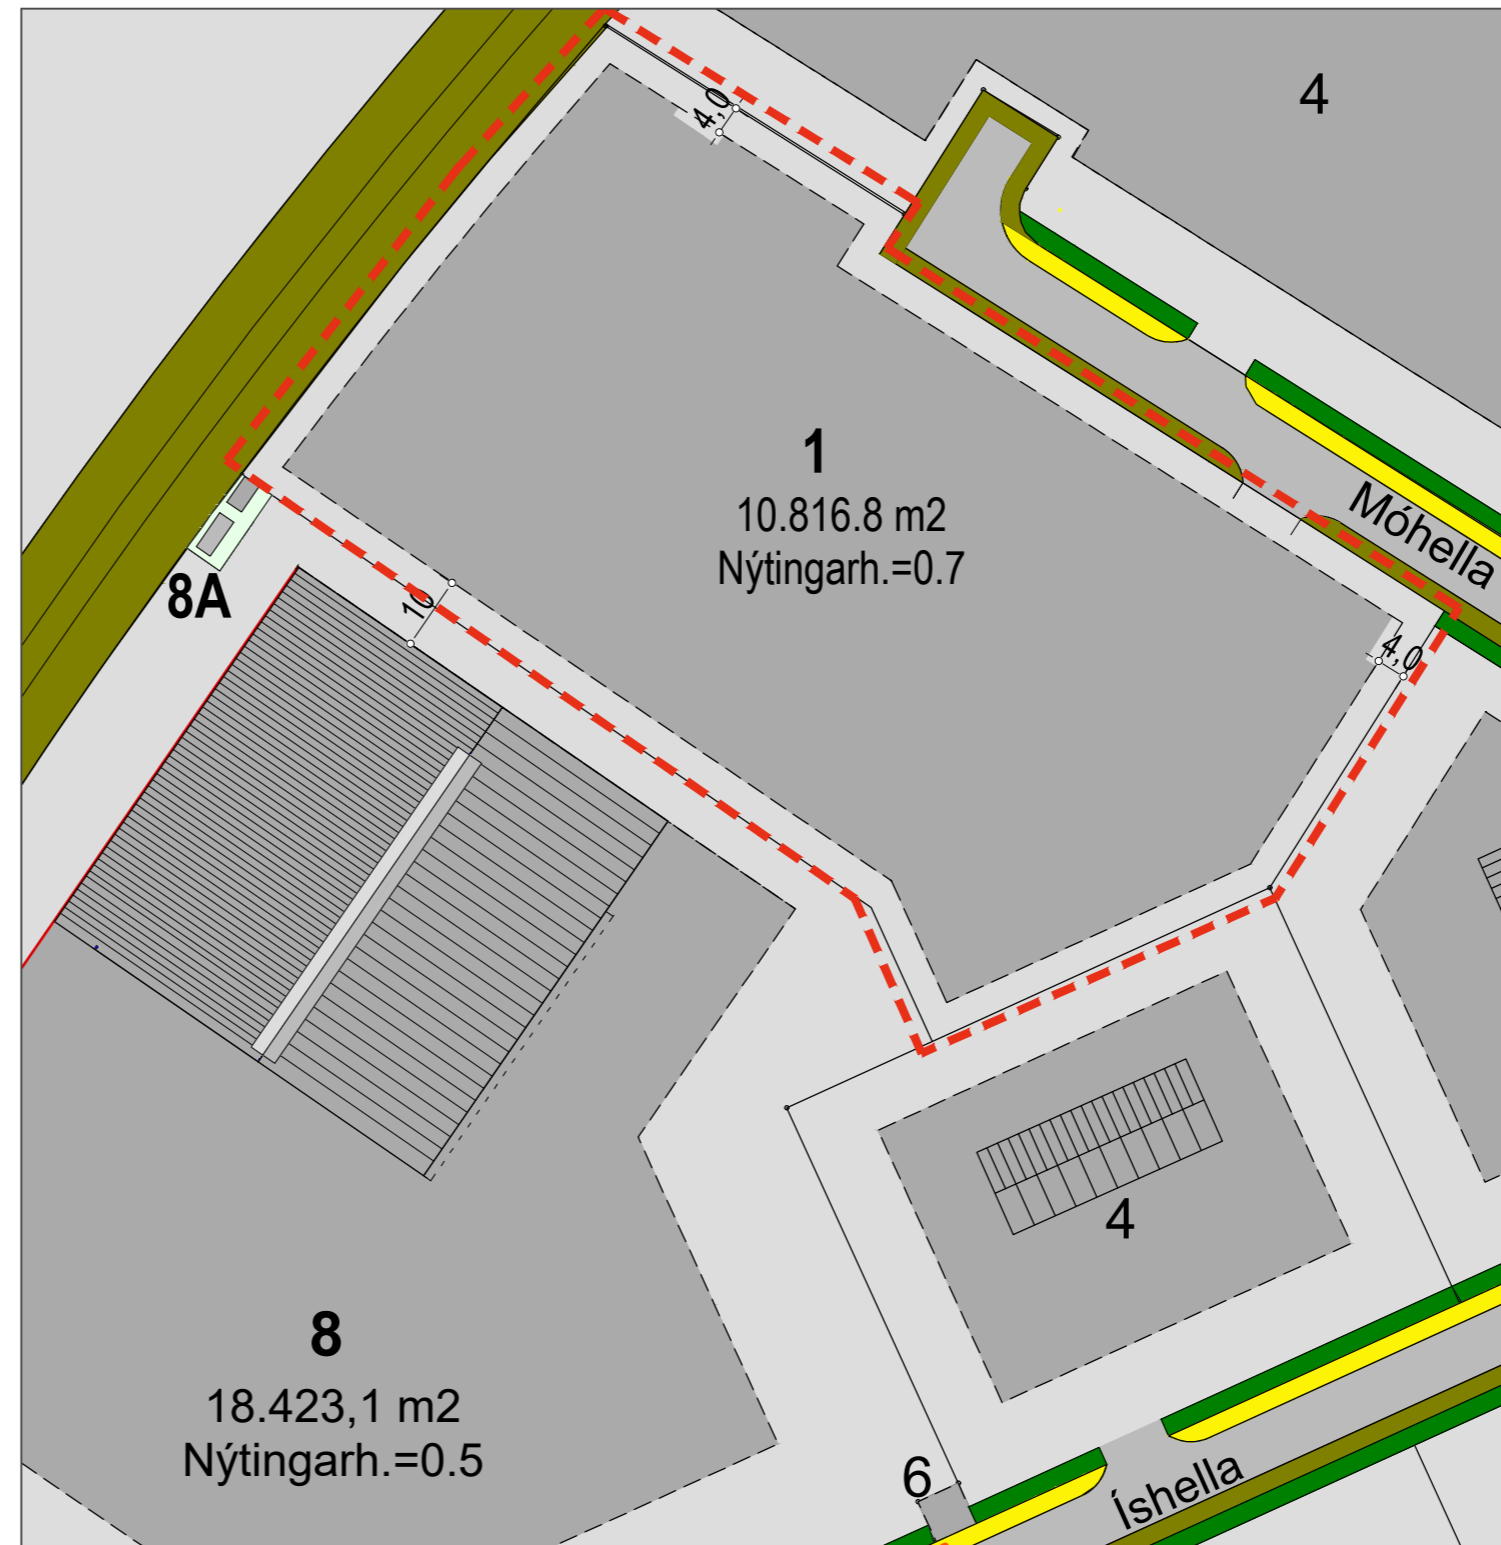 4
4,0
1
10.816.8 m2
Nýtingarh.=0.7
Móhella
8A
10
4,0
4
8
18.423,1 m2
Nýtingarh.=0.5
6
Íshella